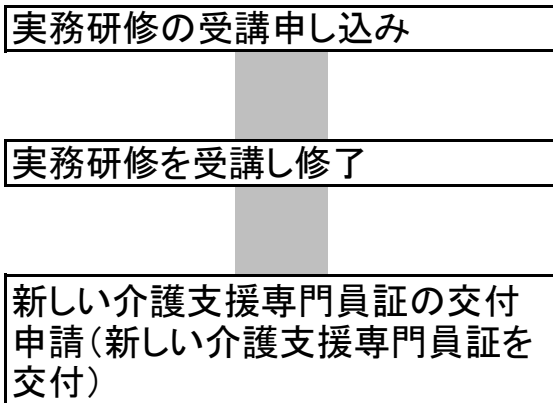 実務研修の受講申し込み
実務研修を受講し修了
新しい介護支援専門員証の交付
申請（新しい介護支援専門員証を
交付）